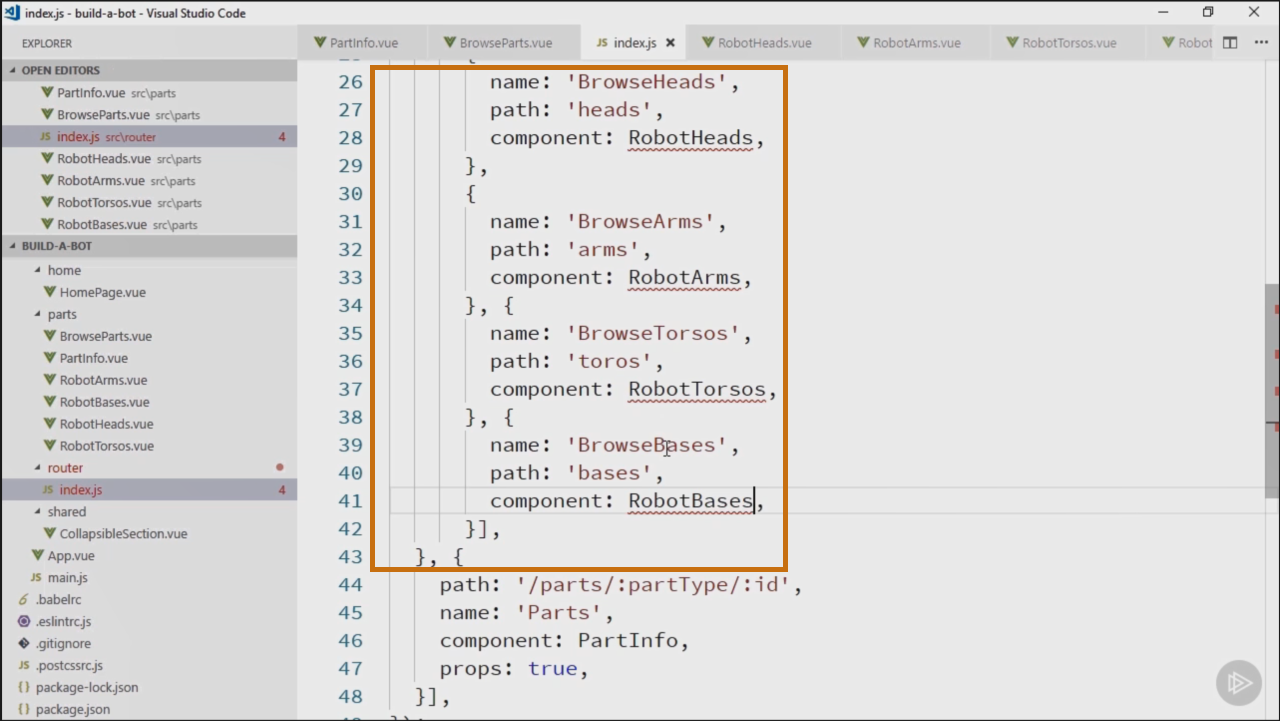 index.js - build-a-bot - Visual Studio Code
EXPLORER
PartInfo.vue
BrowseParts.vue
JS index.js
RobotHeads.vue
RobotArms.vue
RobotTorsos.vue
Robot
OPEN EDITORS
PartInfo.vue src\parts
BrowseParts.vue src\parts
JS index.js src\router 4
RobotHeads.vue src\parts
RobotArms.vue src\parts
RobotTorsos.vue src\parts
RobotBases.vue src\parts
BUILD-A-BOT
home
HomePage.vue
parts
BrowseParts.vue
PartInfo.vue
RobotArms.vue
RobotBases.vue
RobotHeads.vue
RobotTorsos.vue
router
JS index.js 4
shared
CollapsibleSection.vue
App.vue
JS main.js
.babelrc
.eslintrc.js
.gitignore
JS .postcssrc.js
{} package-lock.json
{} package.json
26 name: 'BrowseHeads',
27 path: 'heads',
28 component: RobotHeads,
29 },
30 {
31 name: 'BrowseArms',
32 path: 'arms',
33 component: RobotArms,
34 }, {
35 name: 'BrowseTorsos',
36 path: 'toros',
37 component: RobotTorsos,
38 }, {
39 name: 'BrowseBases',
40 path: 'bases',
41 component: RobotBases,
42 }],
43 }, {
44 path: '/parts/:partType/:id',
45 name: 'Parts',
46 component: PartInfo,
47 props: true,
48 }],